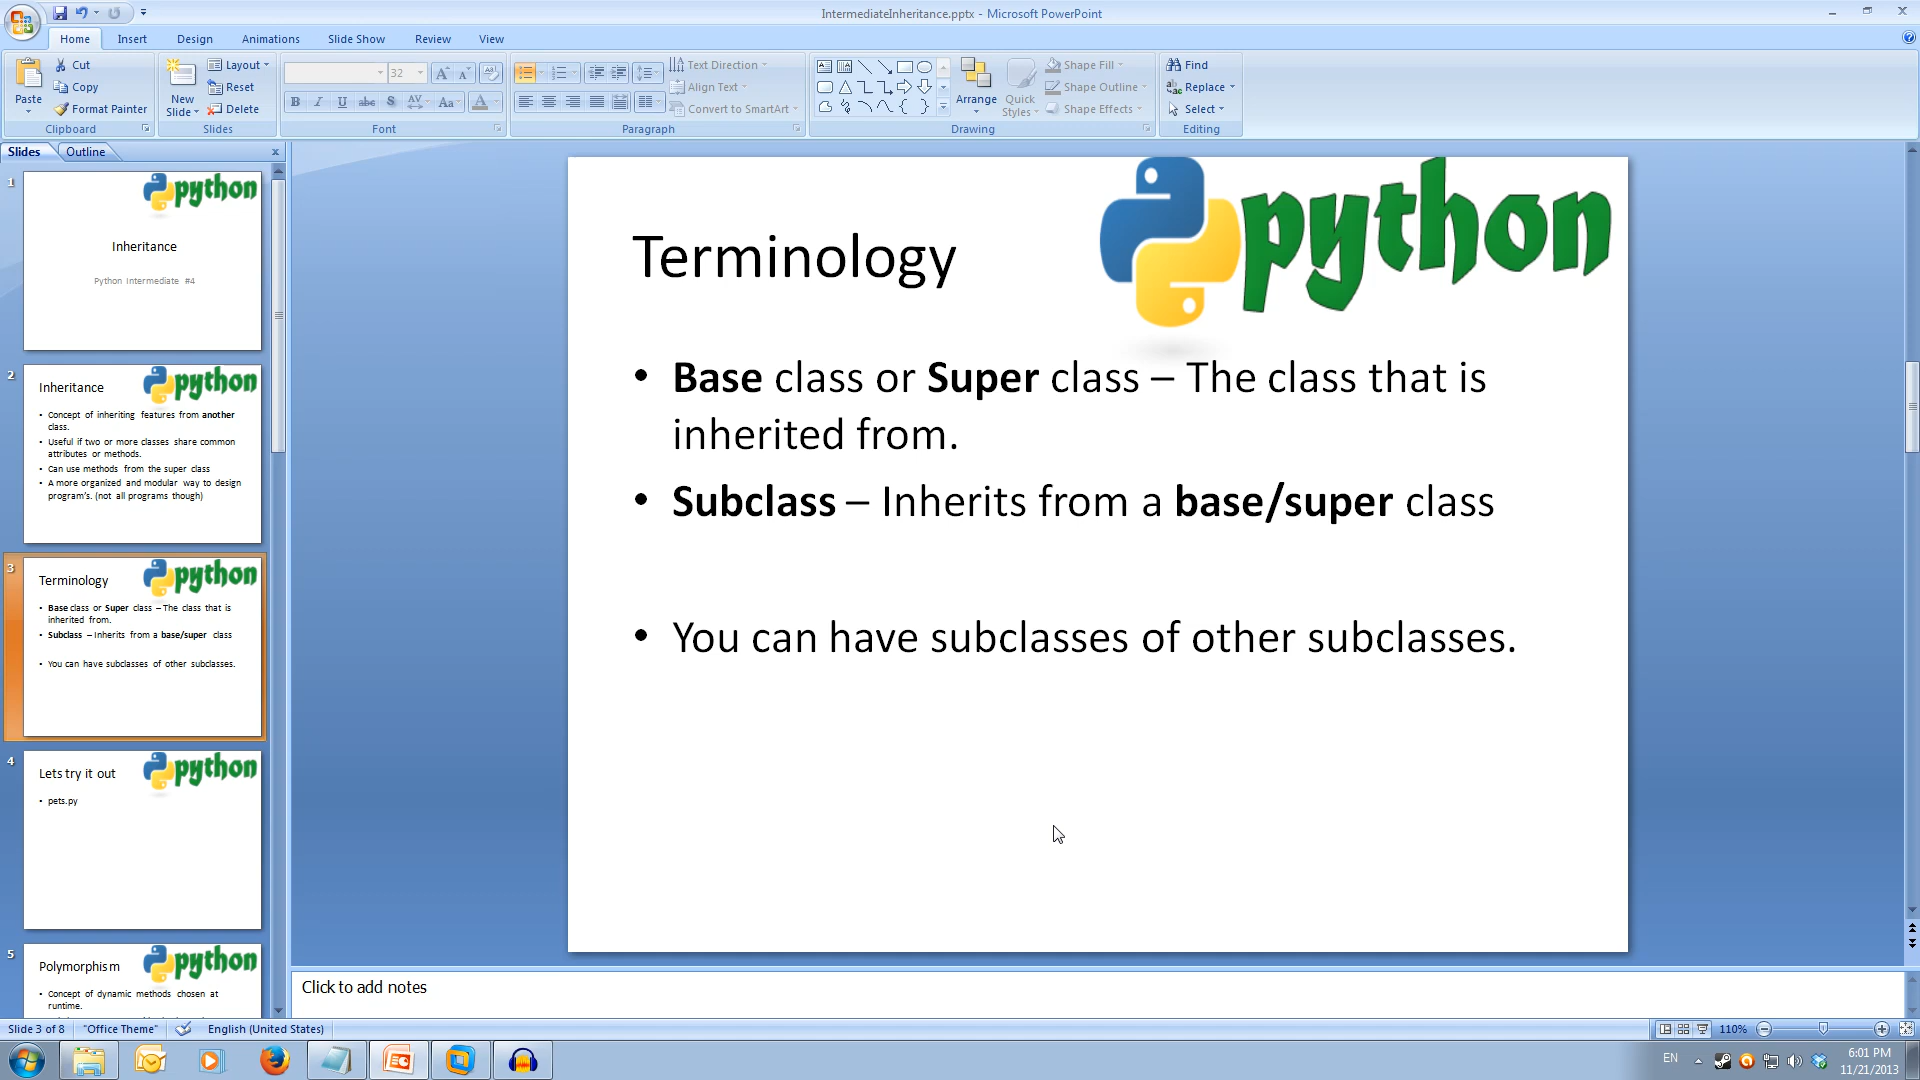 IntermediateInheritance.pptx - Microsoft PowerPoint
Home Insert Design Animations Slide Show Review View
Paste
Cut
Copy
Format Painter
Clipboard
New
Slide
Layout
Reset
Delete
Slides
32
Font
Text Direction
Align Text
Convert to SmartArt
Paragraph
Arrange
Quick
Styles
Shape Fill
Shape Outline
Shape Effects
Drawing
Find
Replace
Select
Editing
Slides Outline
1
python
Inheritance
Python Intermediate #4
2
python
Inheritance
• Concept of inheriting features from another
class.
• Useful if two or more classes share common
attributes or methods.
• Can use methods from the super class
• A more organized and modular way to design
program's. (not all programs though)
3
python
Terminology
• Base class or Super class – The class that is
inherited from.
• Subclass – Inherits from a base/super class
• You can have subclasses of other subclasses.
4
python
Lets try it out
• pets.py
5
python
Polymorphism
• Concept of dynamic methods chosen at
runtime.
python
Terminology
• Base class or Super class – The class that is
inherited from.
• Subclass – Inherits from a base/super class
• You can have subclasses of other subclasses.
Click to add notes
Slide 3 of 8 "Office Theme" English (United States)
110%
EN
6:01 PM
11/21/2013